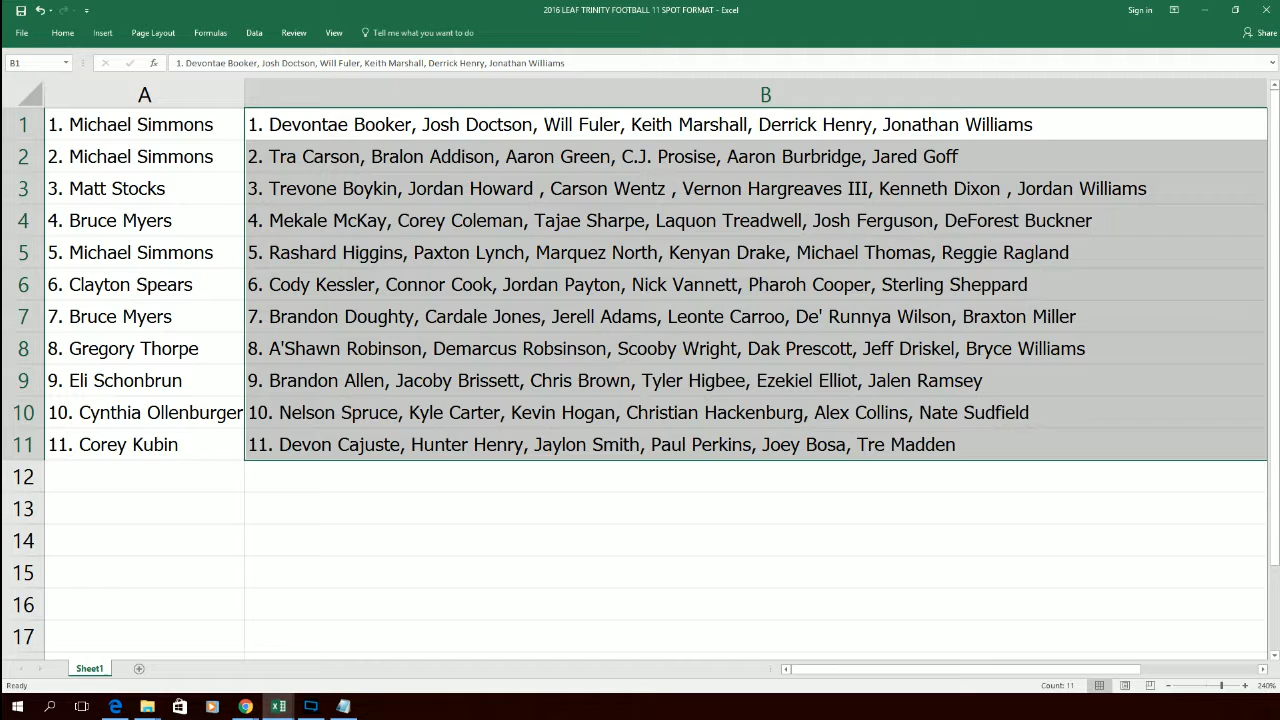 2016 LEAF TRINITY FOOTBALL 11 SPOT FORMAT - Excel
Sign in
File Home Insert Page Layout Formulas Data Review View Tell me what you want to do Share
B1 fx 1. Devontae Booker, Josh Doctson, Will Fuler, Keith Marshall, Derrick Henry, Jonathan Williams
A B
1 1. Michael Simmons 1. Devontae Booker, Josh Doctson, Will Fuler, Keith Marshall, Derrick Henry, Jonathan Williams
2 2. Michael Simmons 2. Tra Carson, Bralon Addison, Aaron Green, C.J. Prosise, Aaron Burbridge, Jared Goff
3 3. Matt Stocks 3. Trevone Boykin, Jordan Howard , Carson Wentz , Vernon Hargreaves III, Kenneth Dixon , Jordan Williams
4 4. Bruce Myers 4. Mekale McKay, Corey Coleman, Tajae Sharpe, Laquon Treadwell, Josh Ferguson, DeForest Buckner
5 5. Michael Simmons 5. Rashard Higgins, Paxton Lynch, Marquez North, Kenyan Drake, Michael Thomas, Reggie Ragland
6 6. Clayton Spears 6. Cody Kessler, Connor Cook, Jordan Payton, Nick Vannett, Pharoh Cooper, Sterling Sheppard
7 7. Bruce Myers 7. Brandon Doughty, Cardale Jones, Jerell Adams, Leonte Carroo, De' Runnya Wilson, Braxton Miller
8 8. Gregory Thorpe 8. A'Shawn Robinson, Demarcus Robsinson, Scooby Wright, Dak Prescott, Jeff Driskel, Bryce Williams
9 9. Eli Schonbrun 9. Brandon Allen, Jacoby Brissett, Chris Brown, Tyler Higbee, Ezekiel Elliot, Jalen Ramsey
10 10. Cynthia Ollenburger 10. Nelson Spruce, Kyle Carter, Kevin Hogan, Christian Hackenburg, Alex Collins, Nate Sudfield
11 11. Corey Kubin 11. Devon Cajuste, Hunter Henry, Jaylon Smith, Paul Perkins, Joey Bosa, Tre Madden
12
13
14
15
16
17
Sheet1
Ready Count: 11 240%